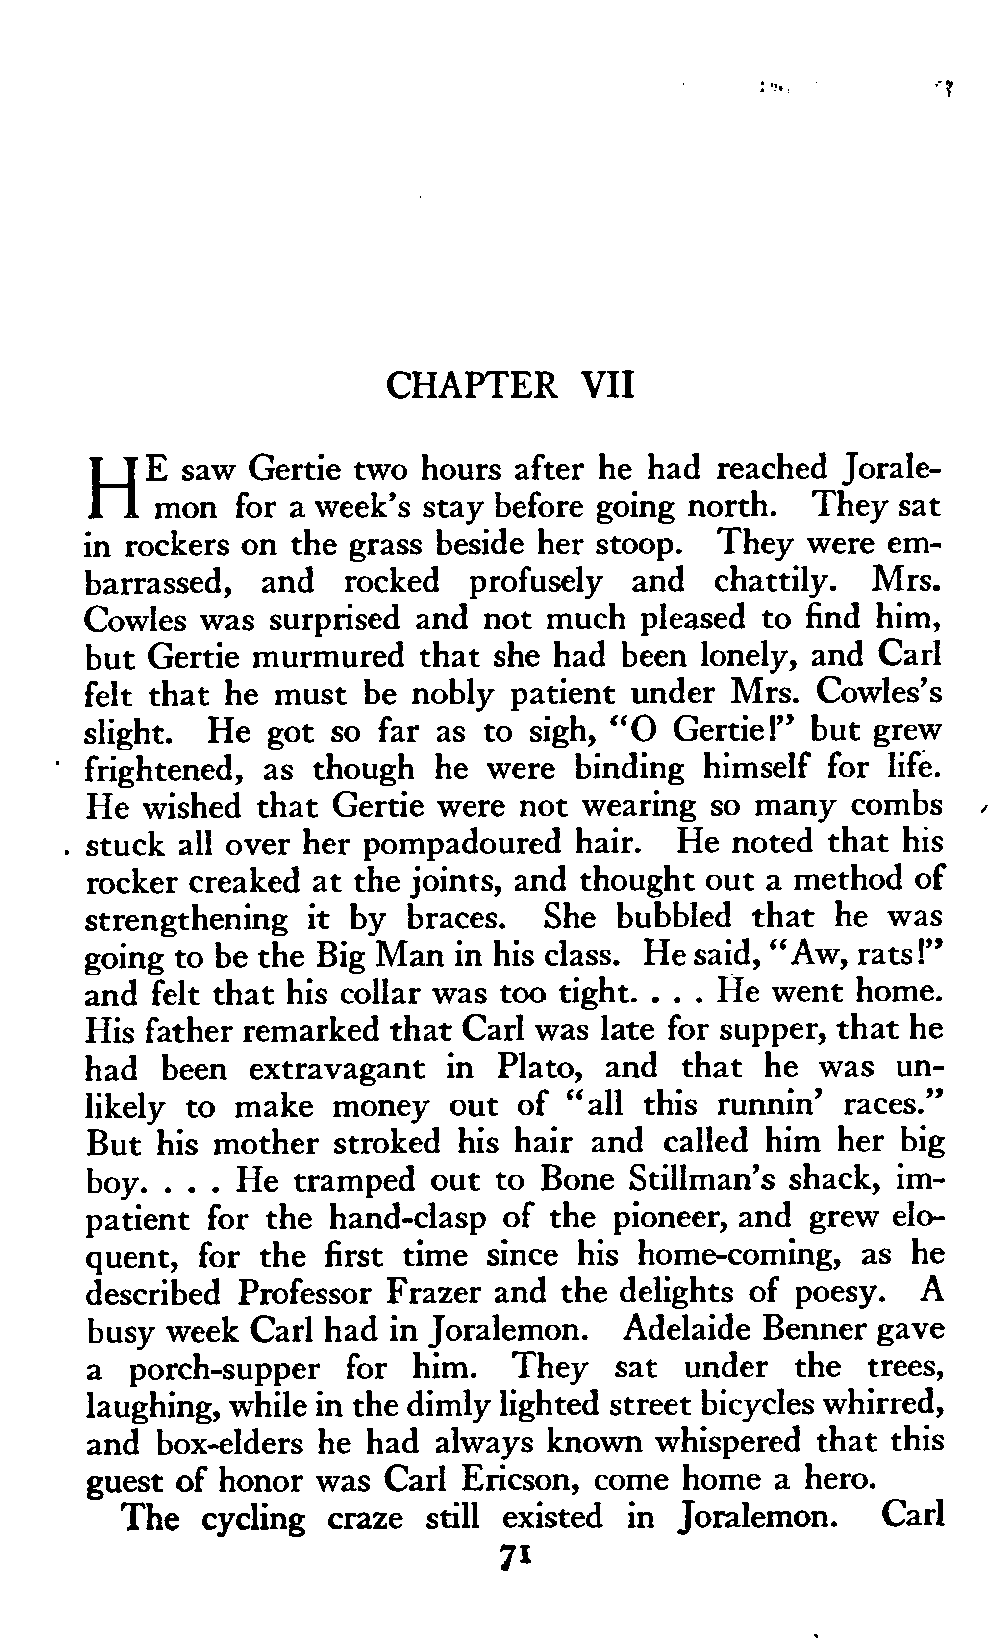 CHAPTER VII
HE saw Gertie two hours after he had reached Jorale-
mon for a week's stay before going north. They sat
in rockers on the grass beside her stoop. They were em-
barrassed, and rocked profusely and chattily. Mrs.
Cowles was surprised and not much pleased to find him,
but Gertie murmured that she had been lonely, and Carl
felt that he must be nobly patient under Mrs. Cowles's
slight. He got so far as to sigh, "O Gertie!" but grew
frightened, as though he were binding himself for life.
He wished that Gertie were not wearing so many combs
stuck all over her pompadoured hair. He noted that his
rocker creaked at the joints, and thought out a method of
strengthening it by braces. She bubbled that he was
going to be the Big Man in his class. He said, "Aw, rats!"
and felt that his collar was too tight. . . . He went home.
His father remarked that Carl was late for supper, that he
had been extravagant in Plato, and that he was un-
likely to make money out of "all this runnin' races."
But his mother stroked his hair and called him her big
boy. . . . He tramped out to Bone Stillman's shack, im-
patient for the hand-clasp of the pioneer, and grew elo-
quent, for the first time since his home-coming, as he
described Professor Frazer and the delights of poesy. A
busy week Carl had in Joralemon. Adelaide Benner gave
a porch-supper for him. They sat under the trees,
laughing, while in the dimly lighted street bicycles whirred,
and box-elders he had always known whispered that this
guest of honor was Carl Ericson, come home a hero.
The cycling craze still existed in Joralemon. Carl
71